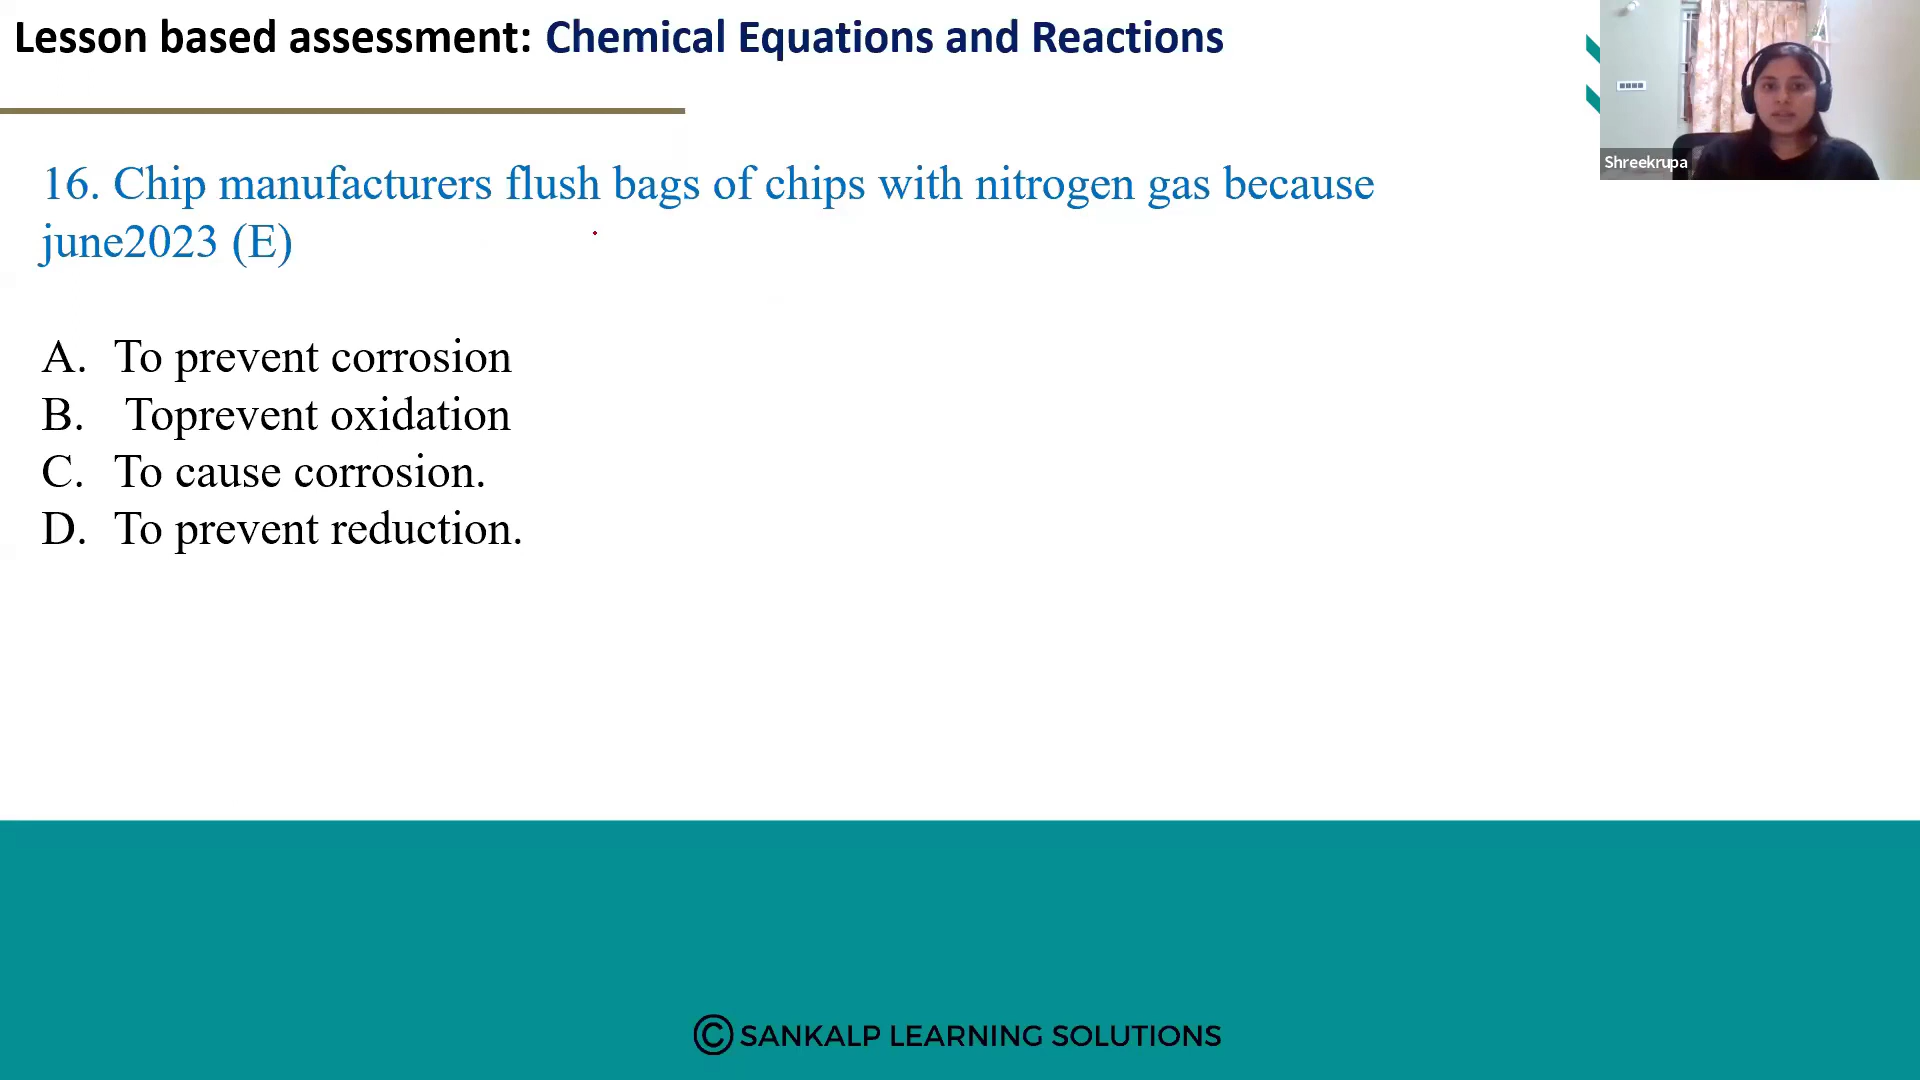 Lesson based assessment: Chemical Equations and Reactions
Shreekrupa
16. Chip manufacturers flush bags of chips with nitrogen gas because
june2023 (E)
A. To prevent corrosion
B. Toprevent oxidation
C. To cause corrosion.
D. To prevent reduction.
© SANKALP LEARNING SOLUTIONS